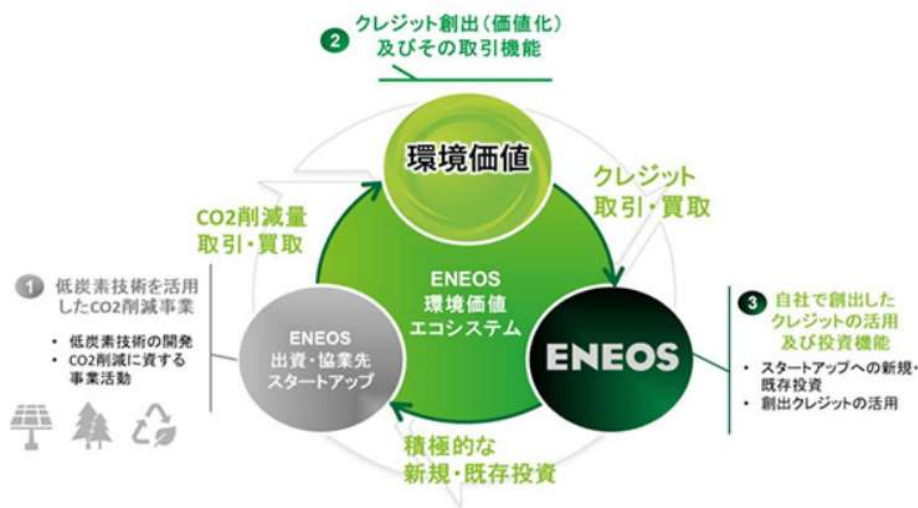 2
クレジット創出（価値化）
及びその取引機能
環境価値
CO2削減量
取引・買取
クレジット
取引・買取
ENEOS
環境価値
エコシステム
1
低炭素技術を活用
したCO2削減事業
• 低炭素技術の開発
• CO2削減に資する
事業活動
ENEOS
出資・協業先
スタートアップ
ENEOS
3
自社で創出した
クレジットの活用
及び投資機能
• スタートアップへの新規・
既存投資
• 創出クレジットの活用
積極的な
新規・既存投資